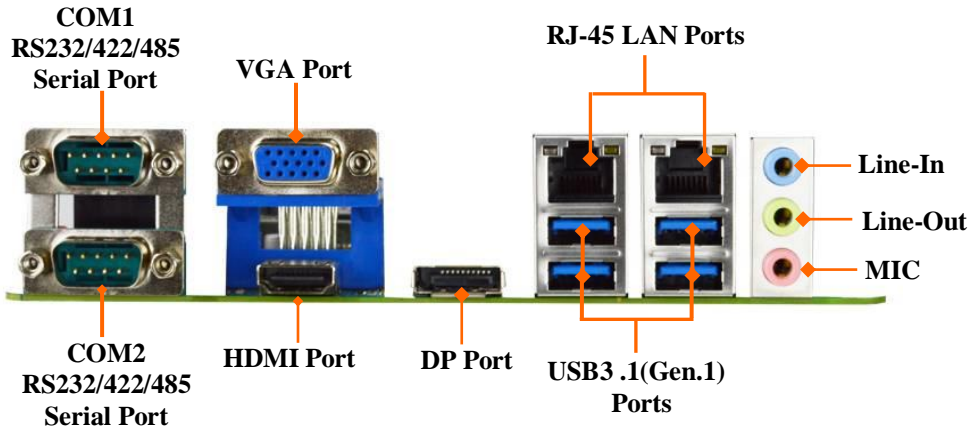 COM1
RS232/422/485
Serial Port
VGA Port
RJ-45 LAN Ports
Line-In
Line-Out
MIC
COM2
RS232/422/485
Serial Port
HDMI Port
DP Port
USB3 .1(Gen.1)
Ports